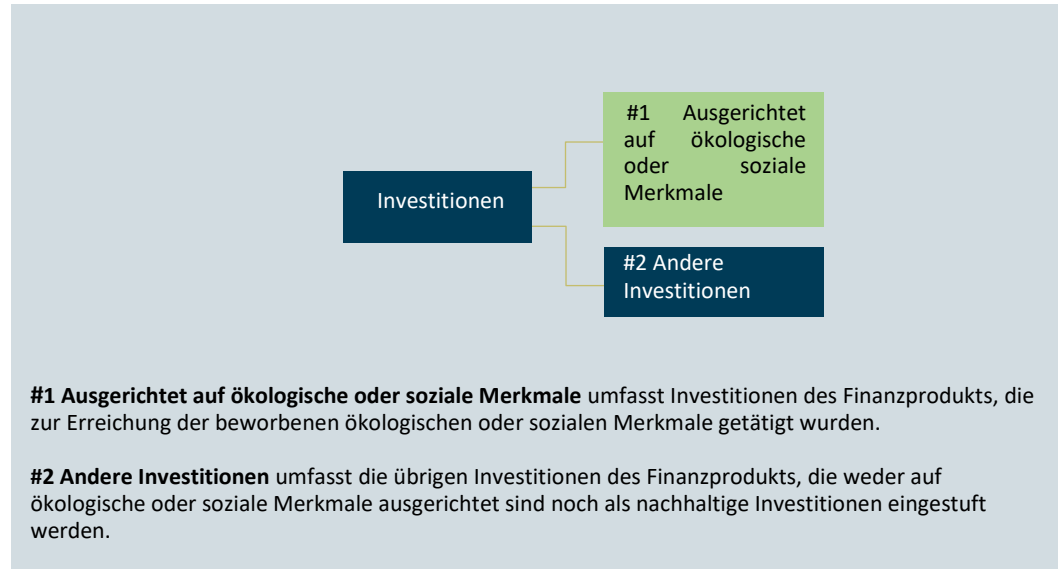 #1 Ausgerichtet
auf ökologische
oder soziale
Merkmale
Investitionen
#2 Andere
Investitionen
#1 Ausgerichtet auf ökologische oder soziale Merkmale umfasst Investitionen des Finanzprodukts, die
zur Erreichung der beworbenen ökologischen oder sozialen Merkmale getätigt wurden.
#2 Andere Investitionen umfasst die übrigen Investitionen des Finanzprodukts, die weder auf
ökologische oder soziale Merkmale ausgerichtet sind noch als nachhaltige Investitionen eingestuft
werden.